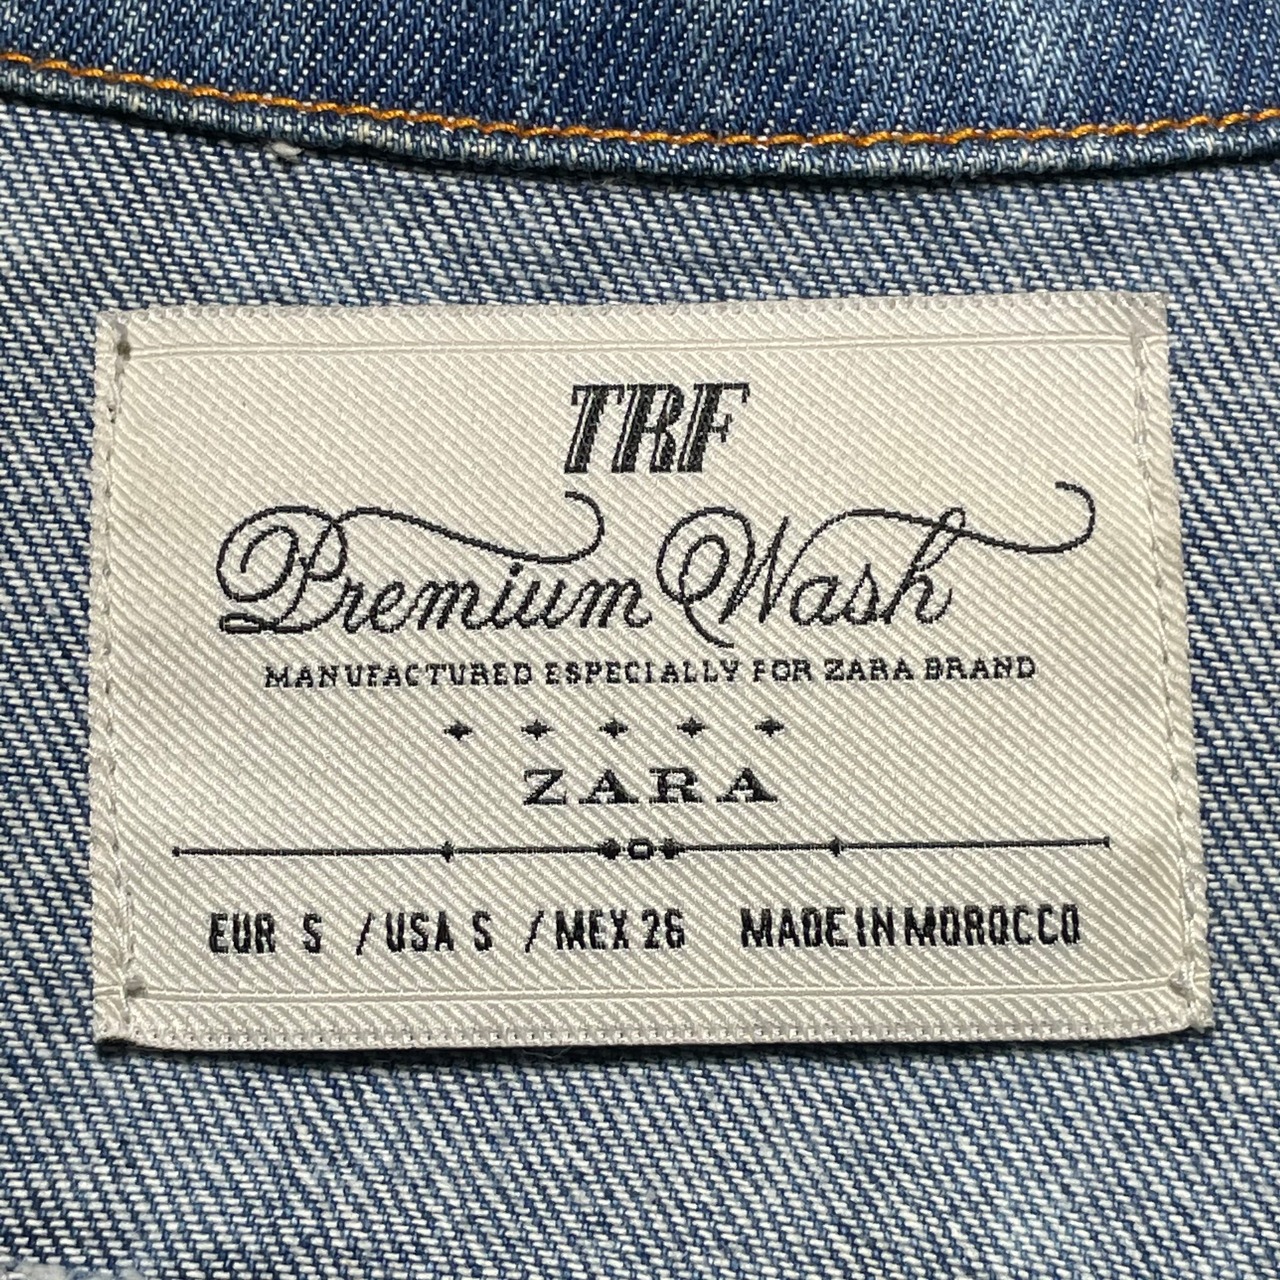 TRF
Premium Wash
MANUFACTURED ESPECIALLY FOR ZARA BRAND
ZARA
EUR S / USA S / MEX 26 MADE IN MOROCCO